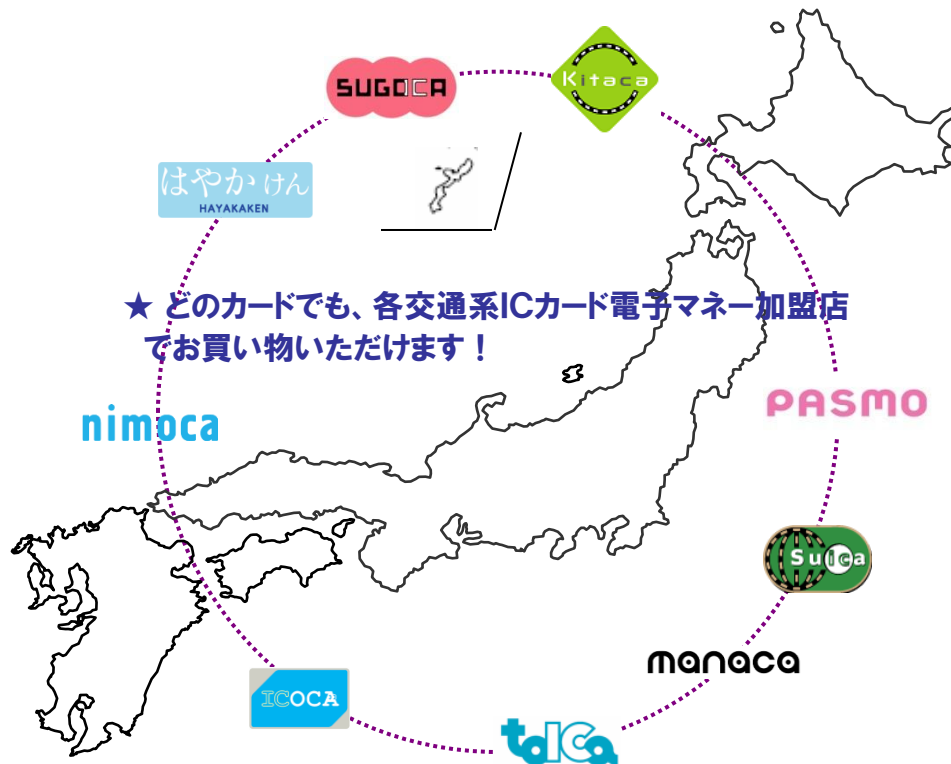 SUGOCA
Kitaca
はやかけん
HAYAKAKEN
★ どのカードでも、各交通系ICカード電子マネー加盟店
でお買い物いただけます！
nimoca
PASMO
Suica
manaca
ICOCA
toICa